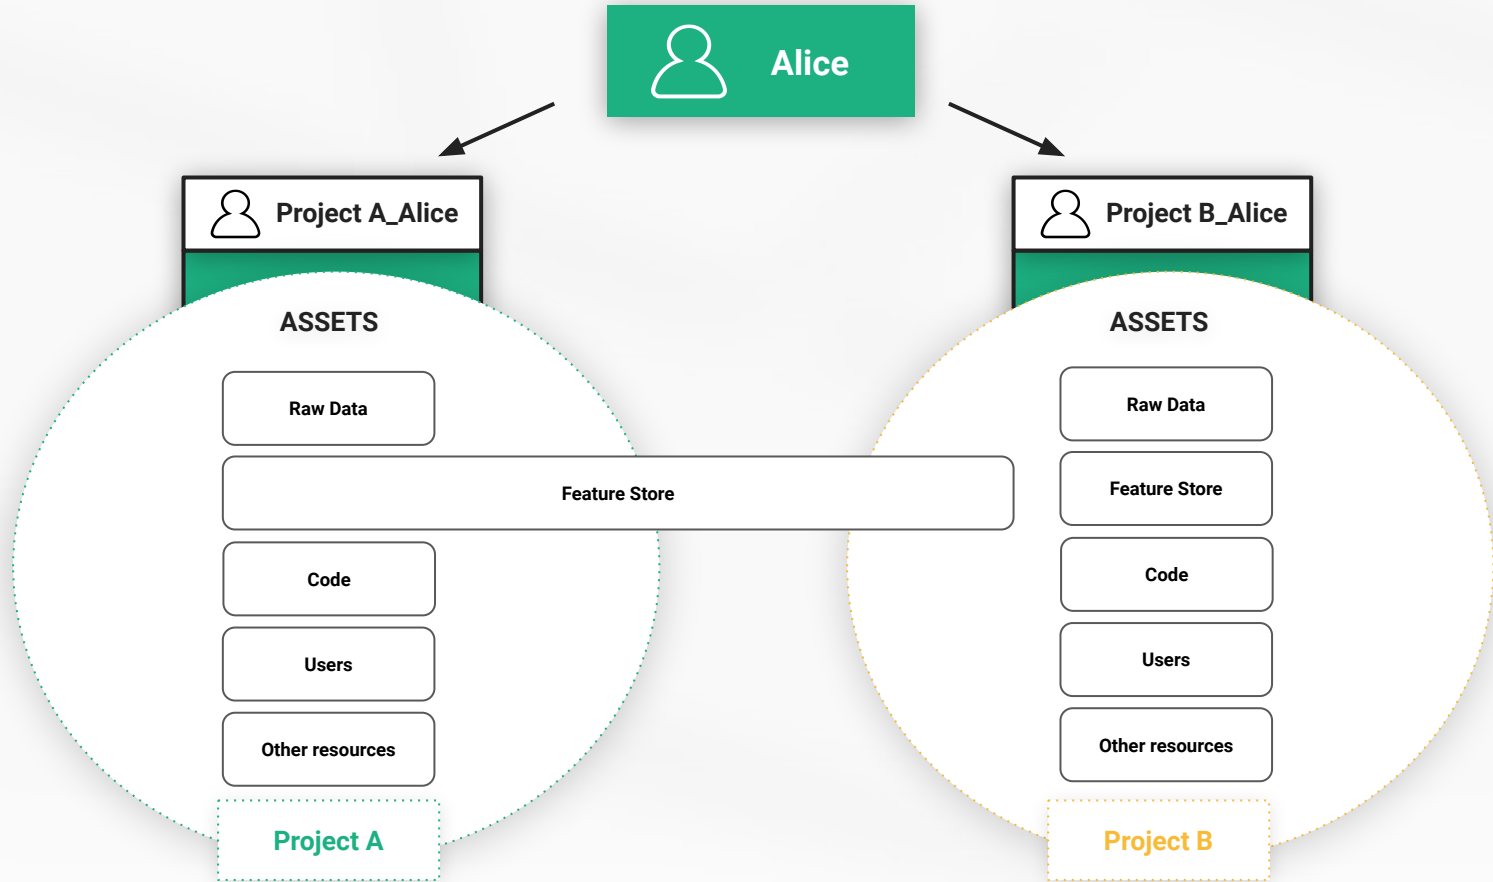 Alice
Project A_Alice
ASSETS
Raw Data
Feature Store
Code
Users
Other resources
Project A
Project B_Alice
ASSETS
Raw Data
Feature Store
Code
Users
Other resources
Project B